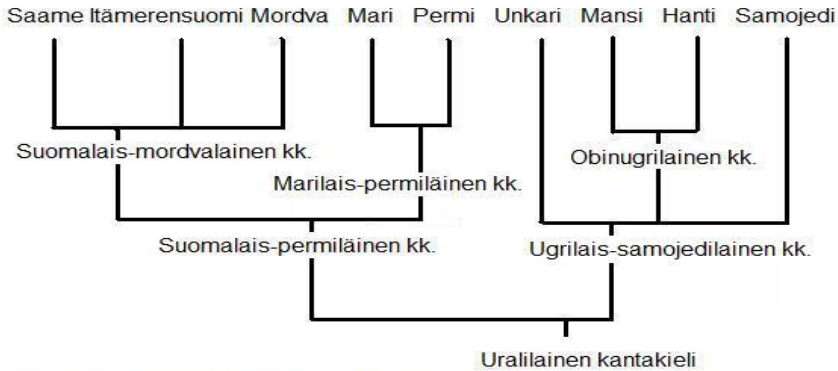 Saame Itämerensuomi Mordva Mari Permi Unkari Mansi Hanti Samojedi
Suomalais-mordvalainen kk.
Obinugrilainen kk.
Marilais-permiläinen kk.
Suomalais-permiläinen kk.
Ugrilais-samojedilainen kk.
Uralilainen kantakieli